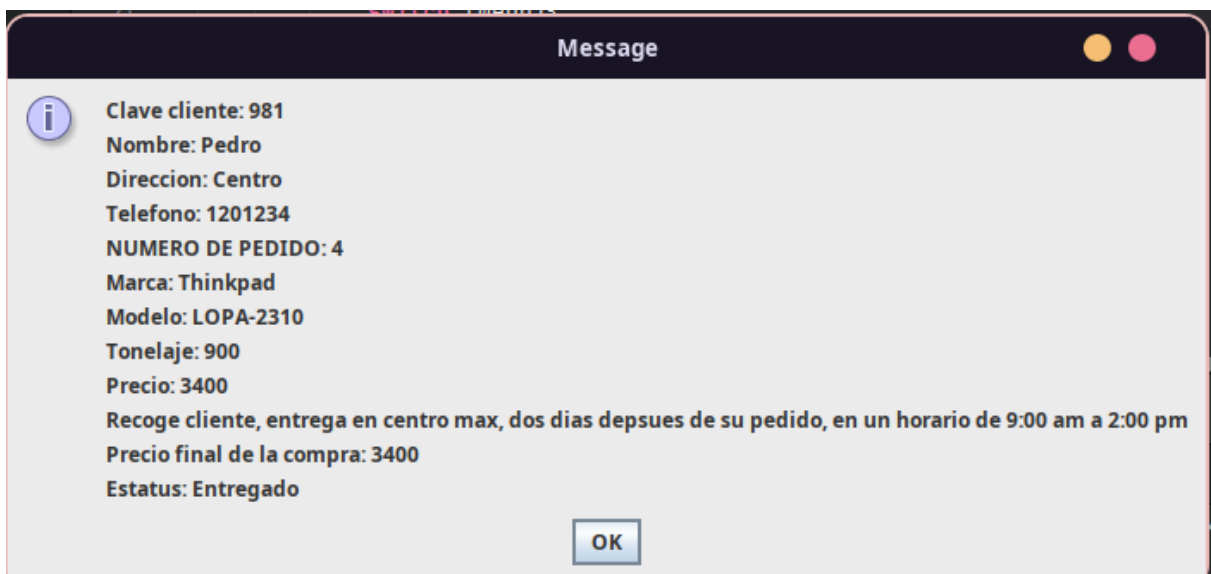 Message
Clave cliente: 981
Nombre: Pedro
Direccion: Centro
Telefono: 1201234
NUMERO DE PEDIDO: 4
Marca: Thinkpad
Modelo: LOPA-2310
Tonelaje: 900
Precio: 3400
Recoge cliente, entrega en centro max, dos dias depsues de su pedido, en un horario de 9:00 am a 2:00 pm
Precio final de la compra: 3400
Estatus: Entregado
OK